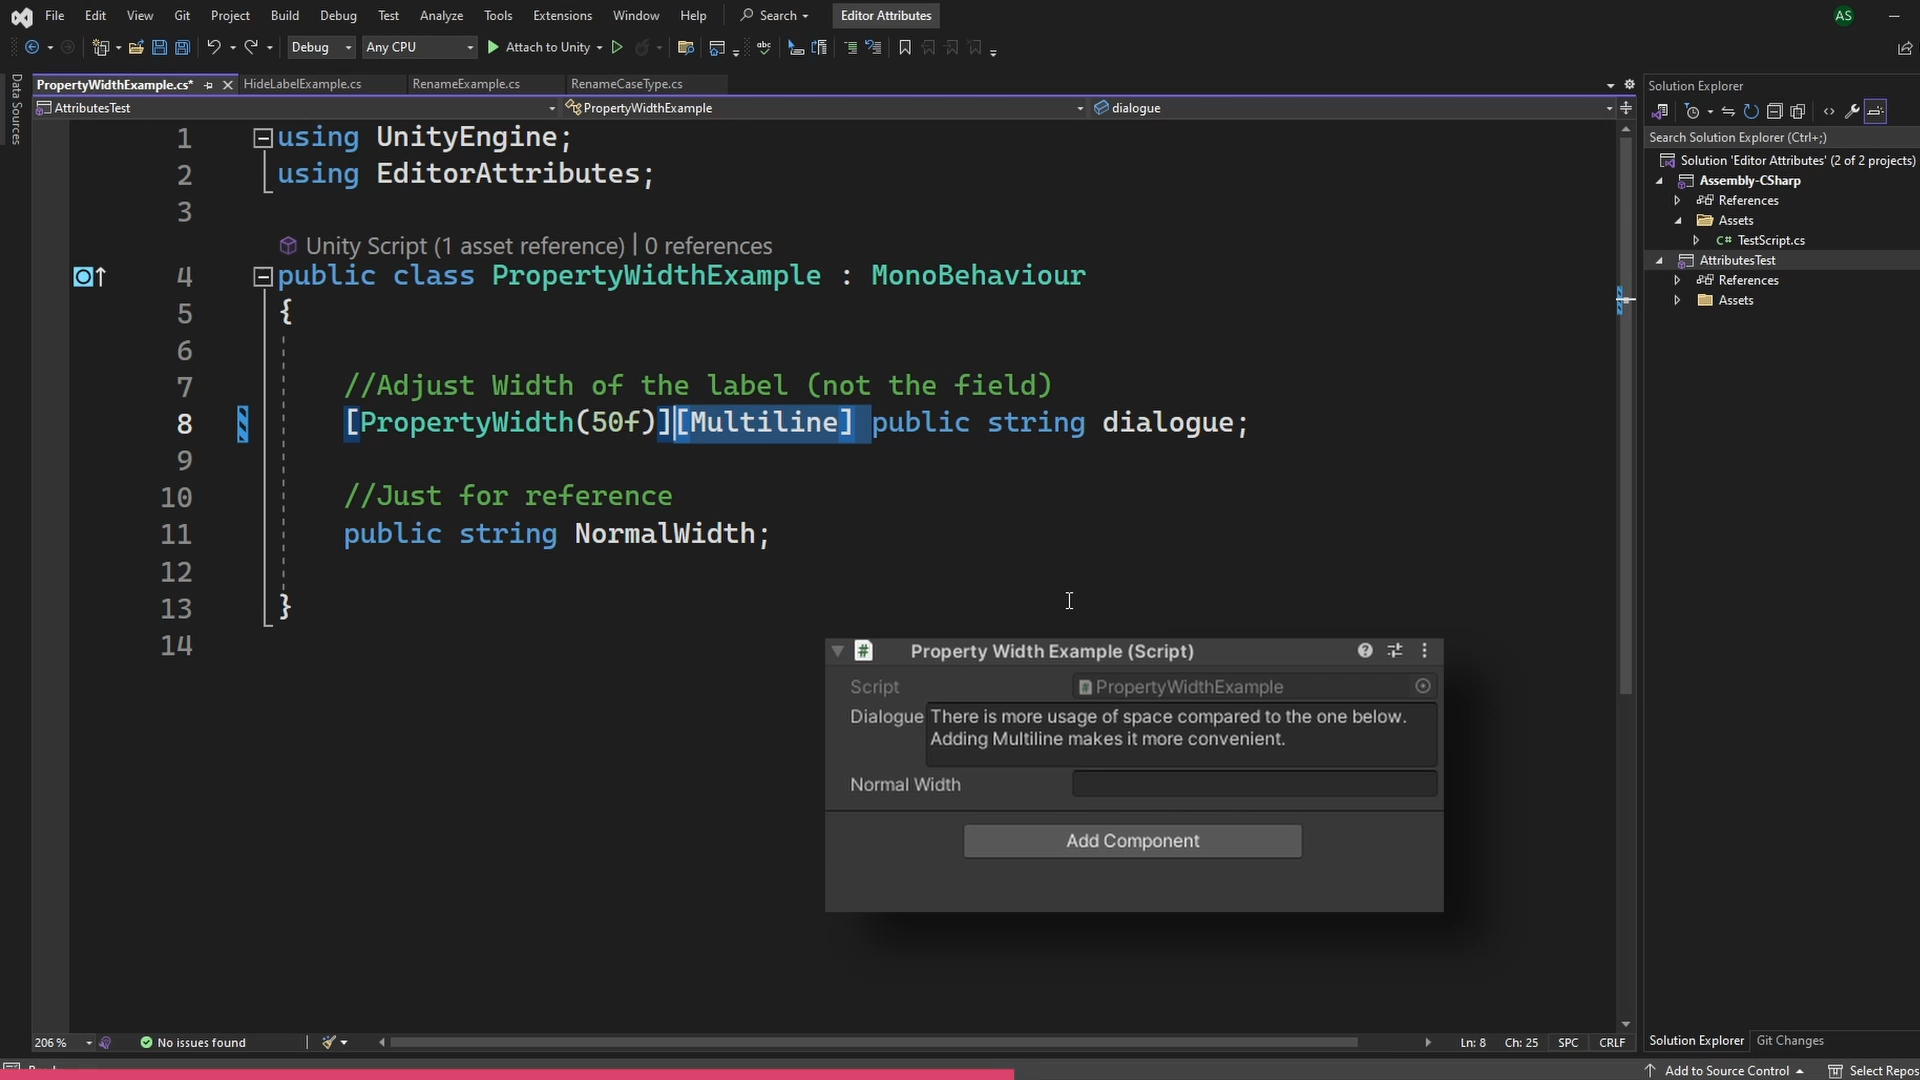 File Edit View Git Project Build Debug Test Analyze Tools Extensions Window Help Search Editor Attributes AS
Debug Any CPU Attach to Unity
PropertyWidthExample.cs* HideLabelExample.cs RenameExample.cs RenameCaseType.cs
AttributesTest PropertyWidthExample dialogue
Data Sources
1 using UnityEngine;
2 using EditorAttributes;
3
Unity Script (1 asset reference) | 0 references
4 public class PropertyWidthExample : MonoBehaviour
5 {
6
7 //Adjust Width of the label (not the field)
8 [PropertyWidth(50f)][Multiline] public string dialogue;
9
10 //Just for reference
11 public string NormalWidth;
12
13 }
14
Property Width Example (Script)
Script PropertyWidthExample
Dialogue There is more usage of space compared to the one below.
Adding Multiline makes it more convenient.
Normal Width
Add Component
206 % No issues found Ln: 8 Ch: 25 SPC CRLF
Solution Explorer
Search Solution Explorer (Ctrl+;)
Solution 'Editor Attributes' (2 of 2 projects)
Assembly-CSharp
References
Assets
C# TestScript.cs
AttributesTest
References
Assets
Solution Explorer Git Changes
Add to Source Control Select Repos